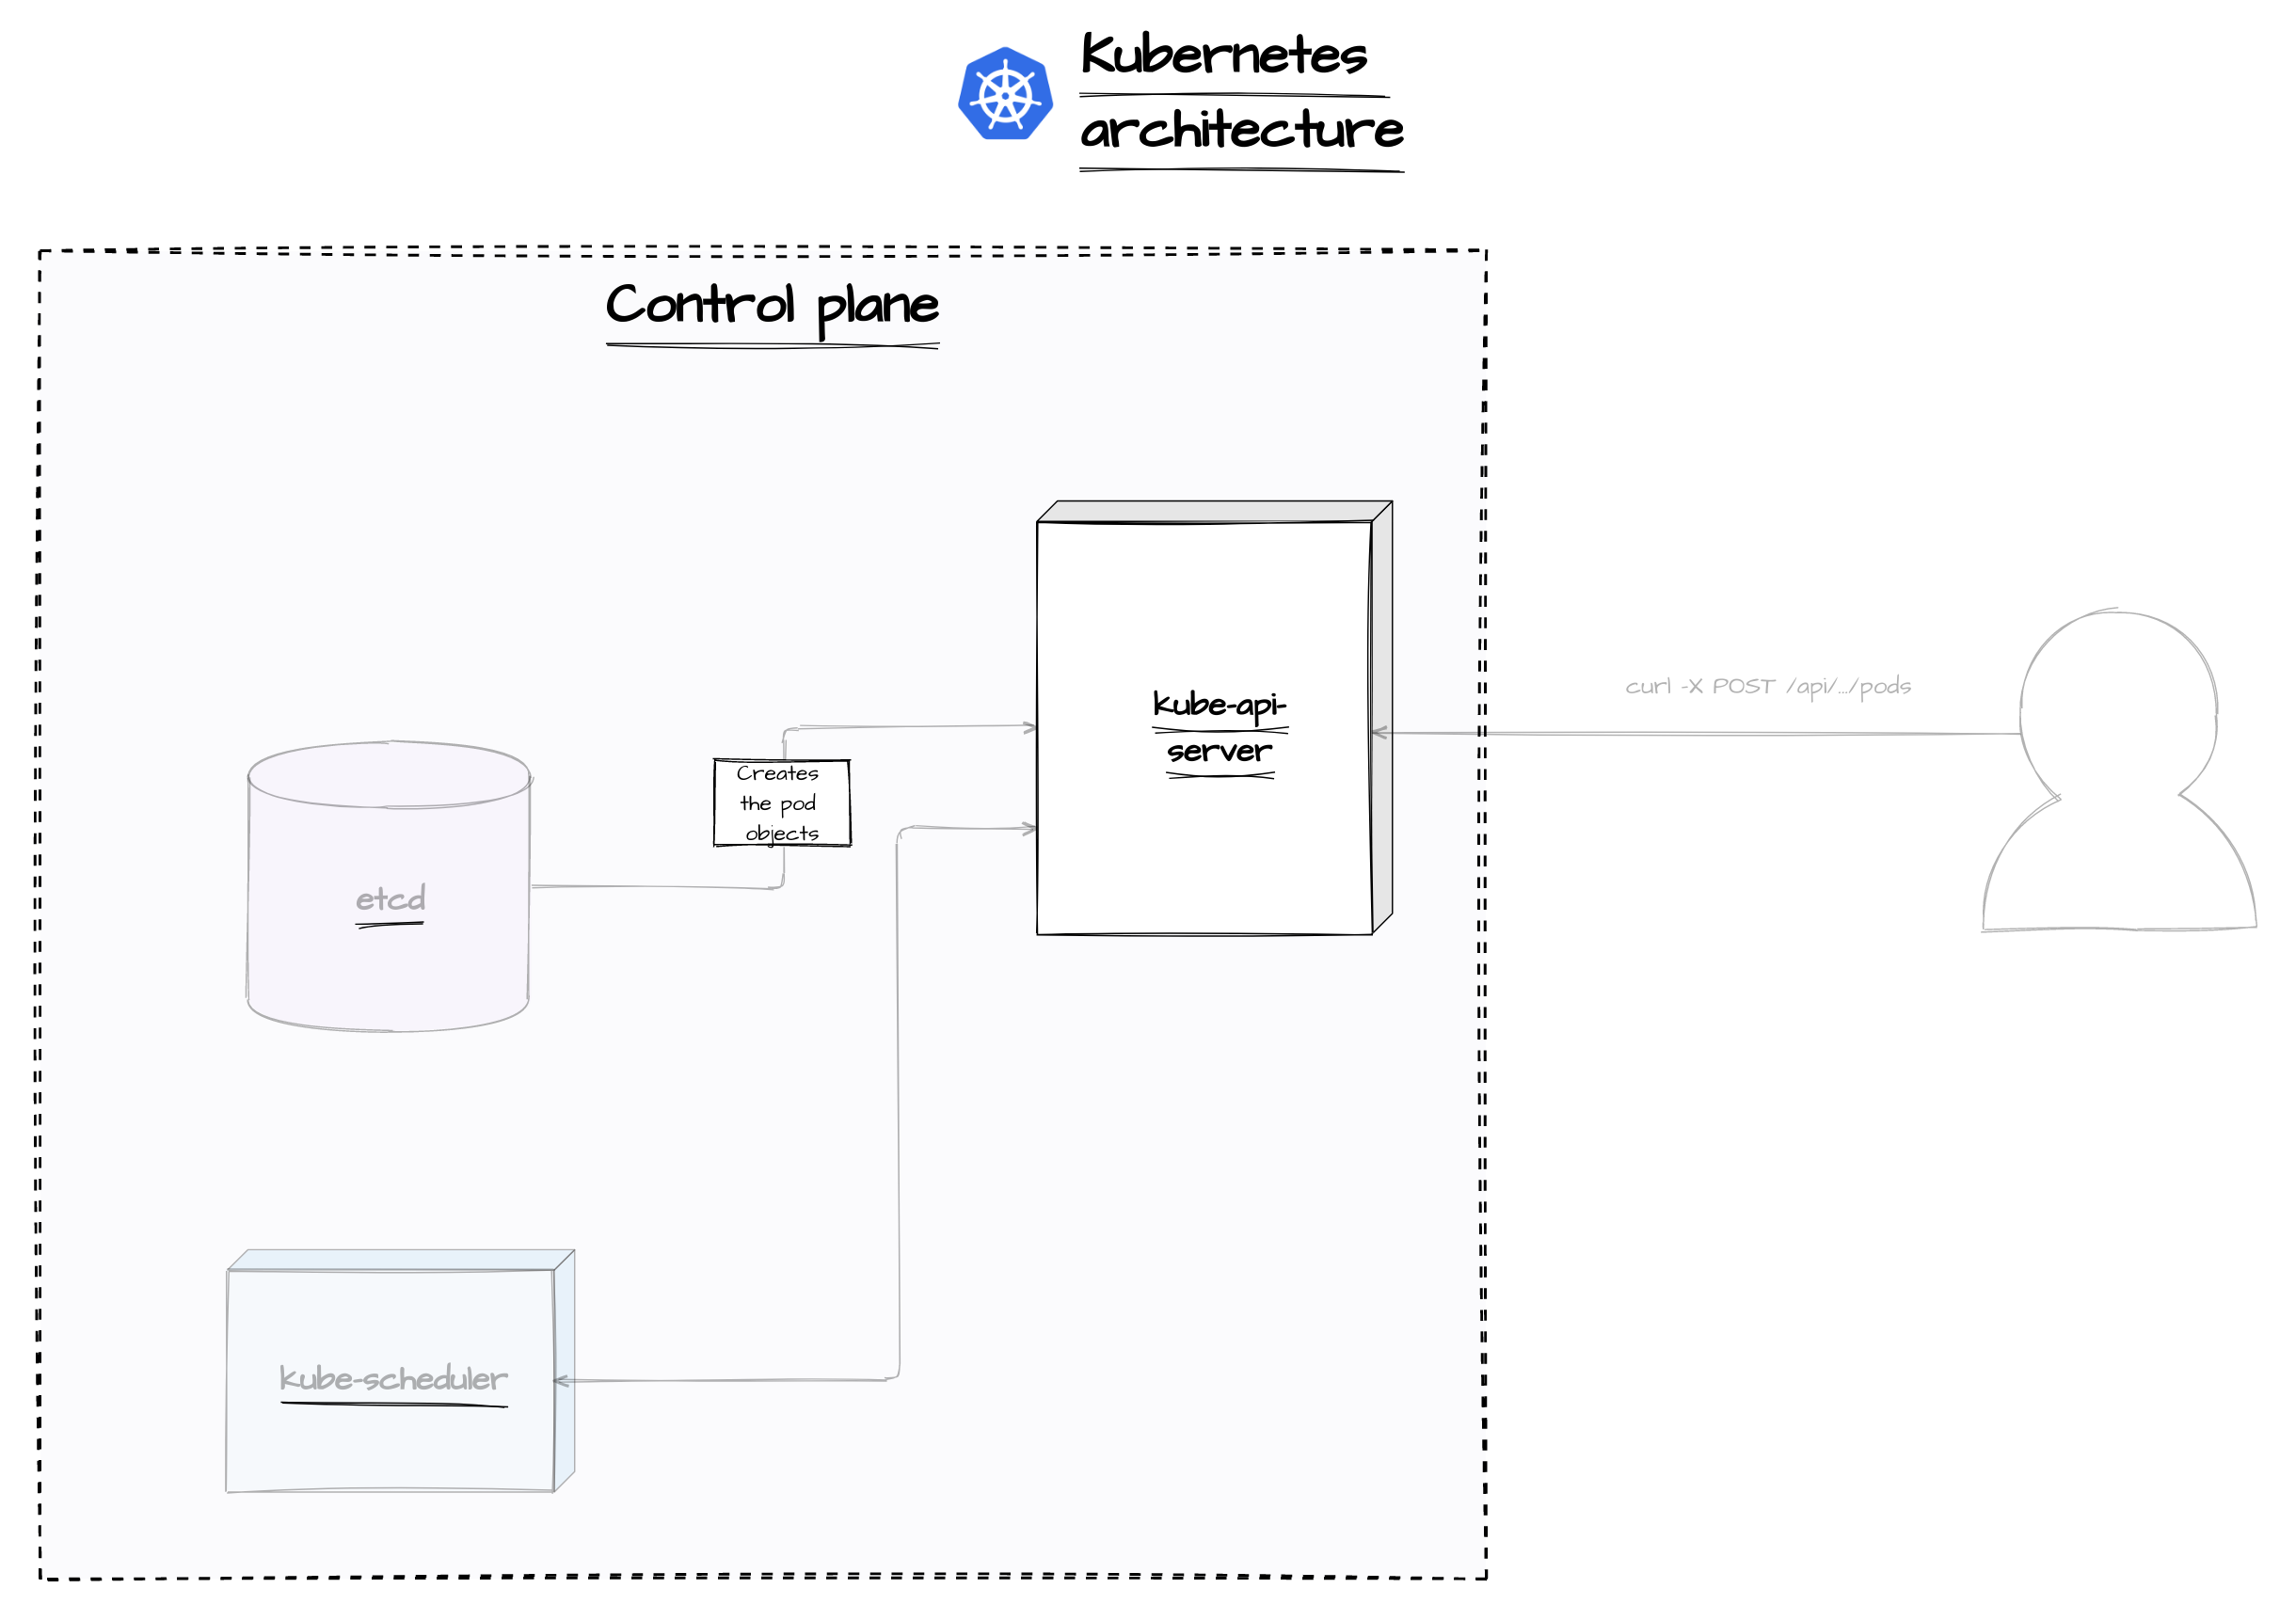 Kubernetes
architecture
Control plane
curl -X POST /api/.../pods
kube-api-
server
Creates
the pod
objects
etcd
kube-scheduler